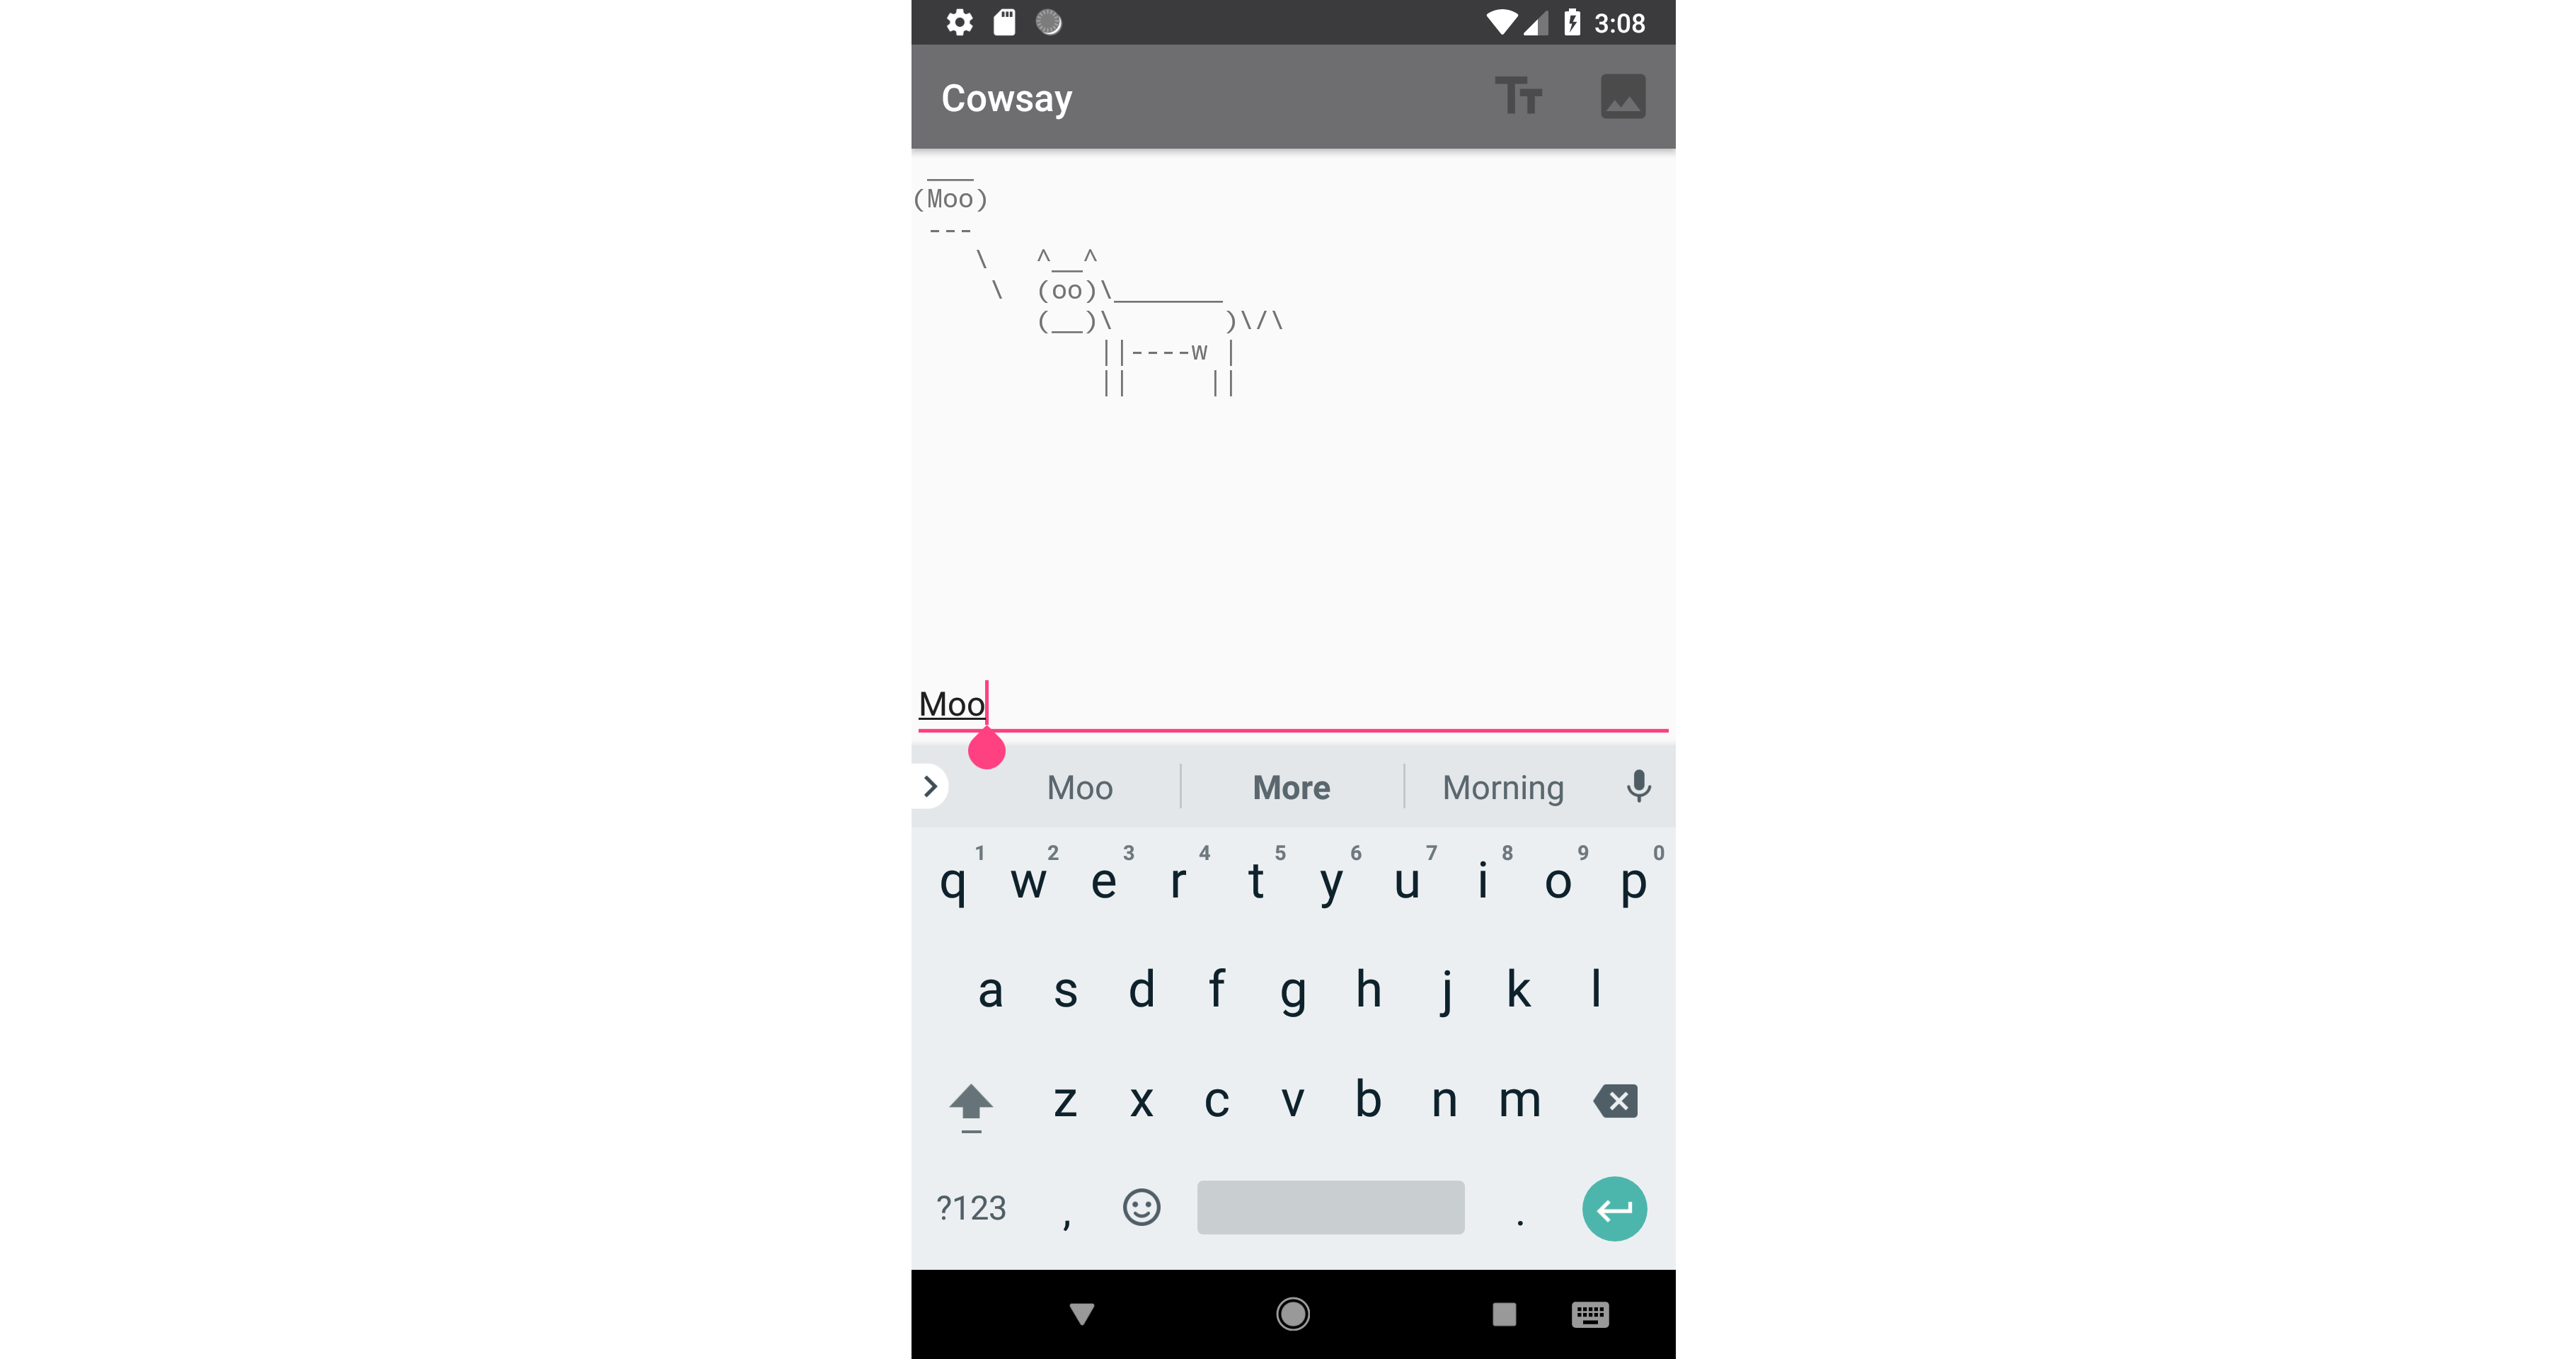 3:08
Cowsay
 ___
(Moo)
 ---
    \   ^__^
     \  (oo)\_______
        (__)\       )\/\
            ||----w |
            ||     ||
Moo
Moo More Morning
1 2 3 4 5 6 7 8 9 0
q w e r t y u i o p
a s d f g h j k l
z x c v b n m
?123 , .